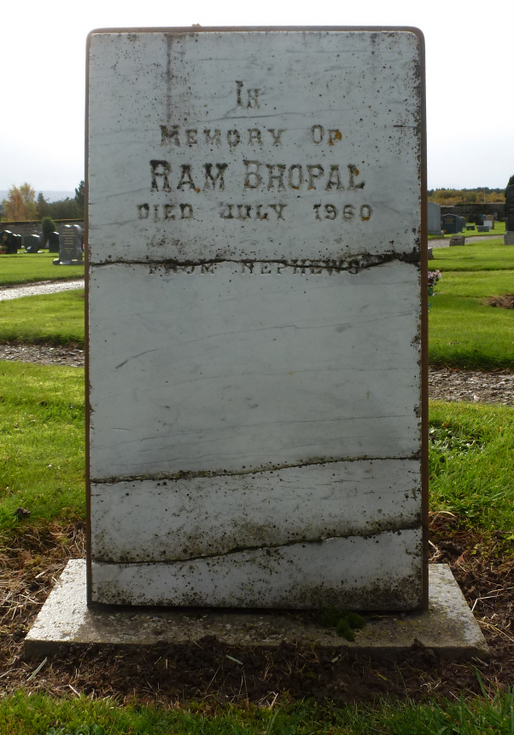 IN
MEMORY OF
RAM BHOPAL
DIED JULY 1960
FROM NEPHEWS